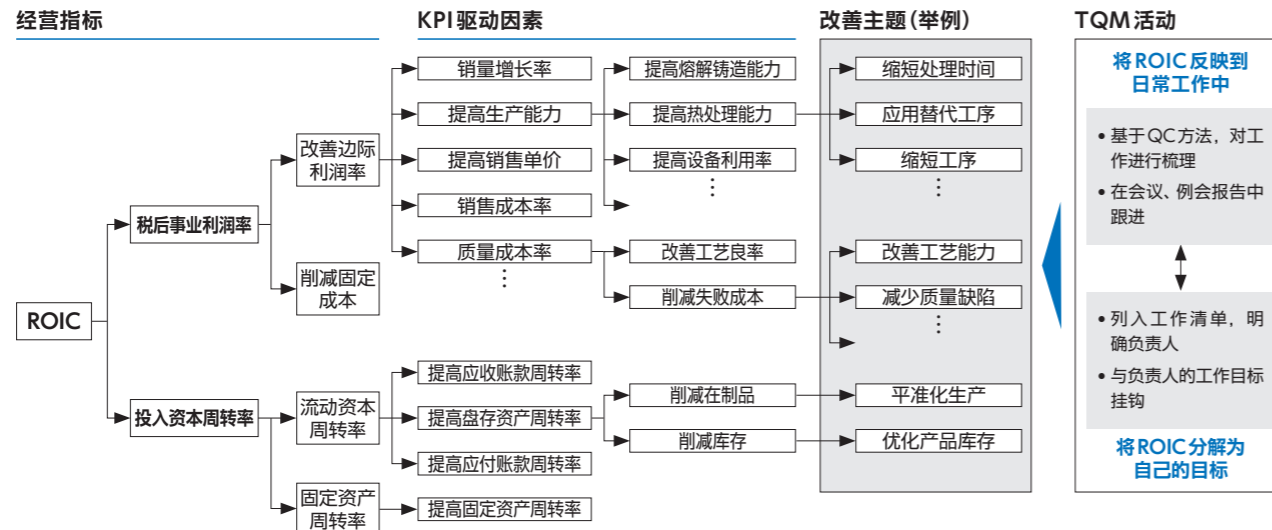 经营指标
KPI驱动因素
改善主题（举例）
TQM活动
ROIC
税后事业利润率
投入资本周转率
改善边际
利润率
削减固定
成本
流动资本
周转率
固定资产
周转率
销量增长率
提高生产能力
提高销售单价
销售成本率
质量成本率
⋮
提高应收账款周转率
提高盘存资产周转率
提高应付账款周转率
提高固定资产周转率
提高熔解铸造能力
提高热处理能力
提高设备利用率
⋮
改善工艺良率
削减失败成本
削减在制品
削减库存
缩短处理时间
应用替代工序
缩短工序
⋮
改善工艺能力
减少质量缺陷
⋮
平准化生产
优化产品库存
将ROIC反映到
日常工作中
• 基于QC方法，对工
作进行梳理
• 在会议、例会报告中
跟进
• 列入工作清单，明
确负责人
• 与负责人的工作目标
挂钩
将ROIC分解为
自己的目标